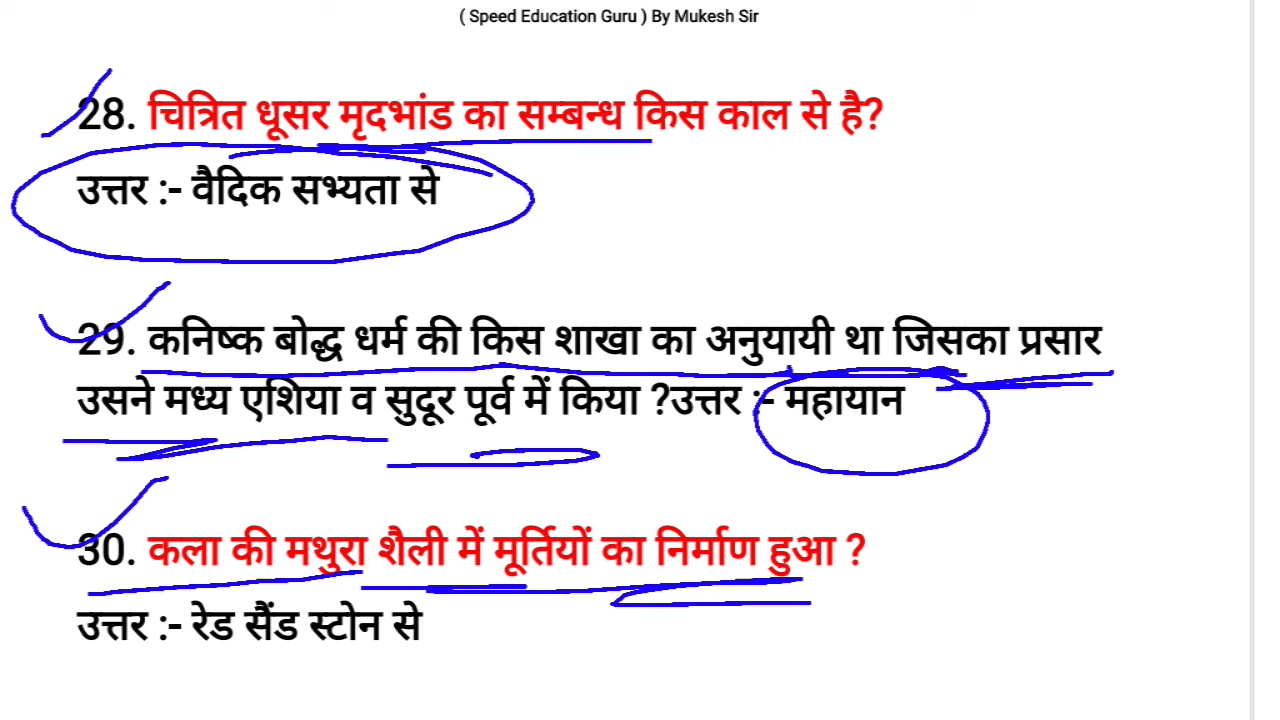 ( Speed Education Guru ) By Mukesh Sir
28. चित्रित धूसर मृदभांड का सम्बन्ध किस काल से है?
उत्तर :- वैदिक सभ्यता से
29. कनिष्क बोद्ध धर्म की किस शाखा का अनुयायी था जिसका प्रसार
उसने मध्य एशिया व सुदूर पूर्व में किया ?उत्तर :- महायान
30. कला की मथुरा शैली में मूर्तियों का निर्माण हुआ ?
उत्तर :- रेड सैंड स्टोन से